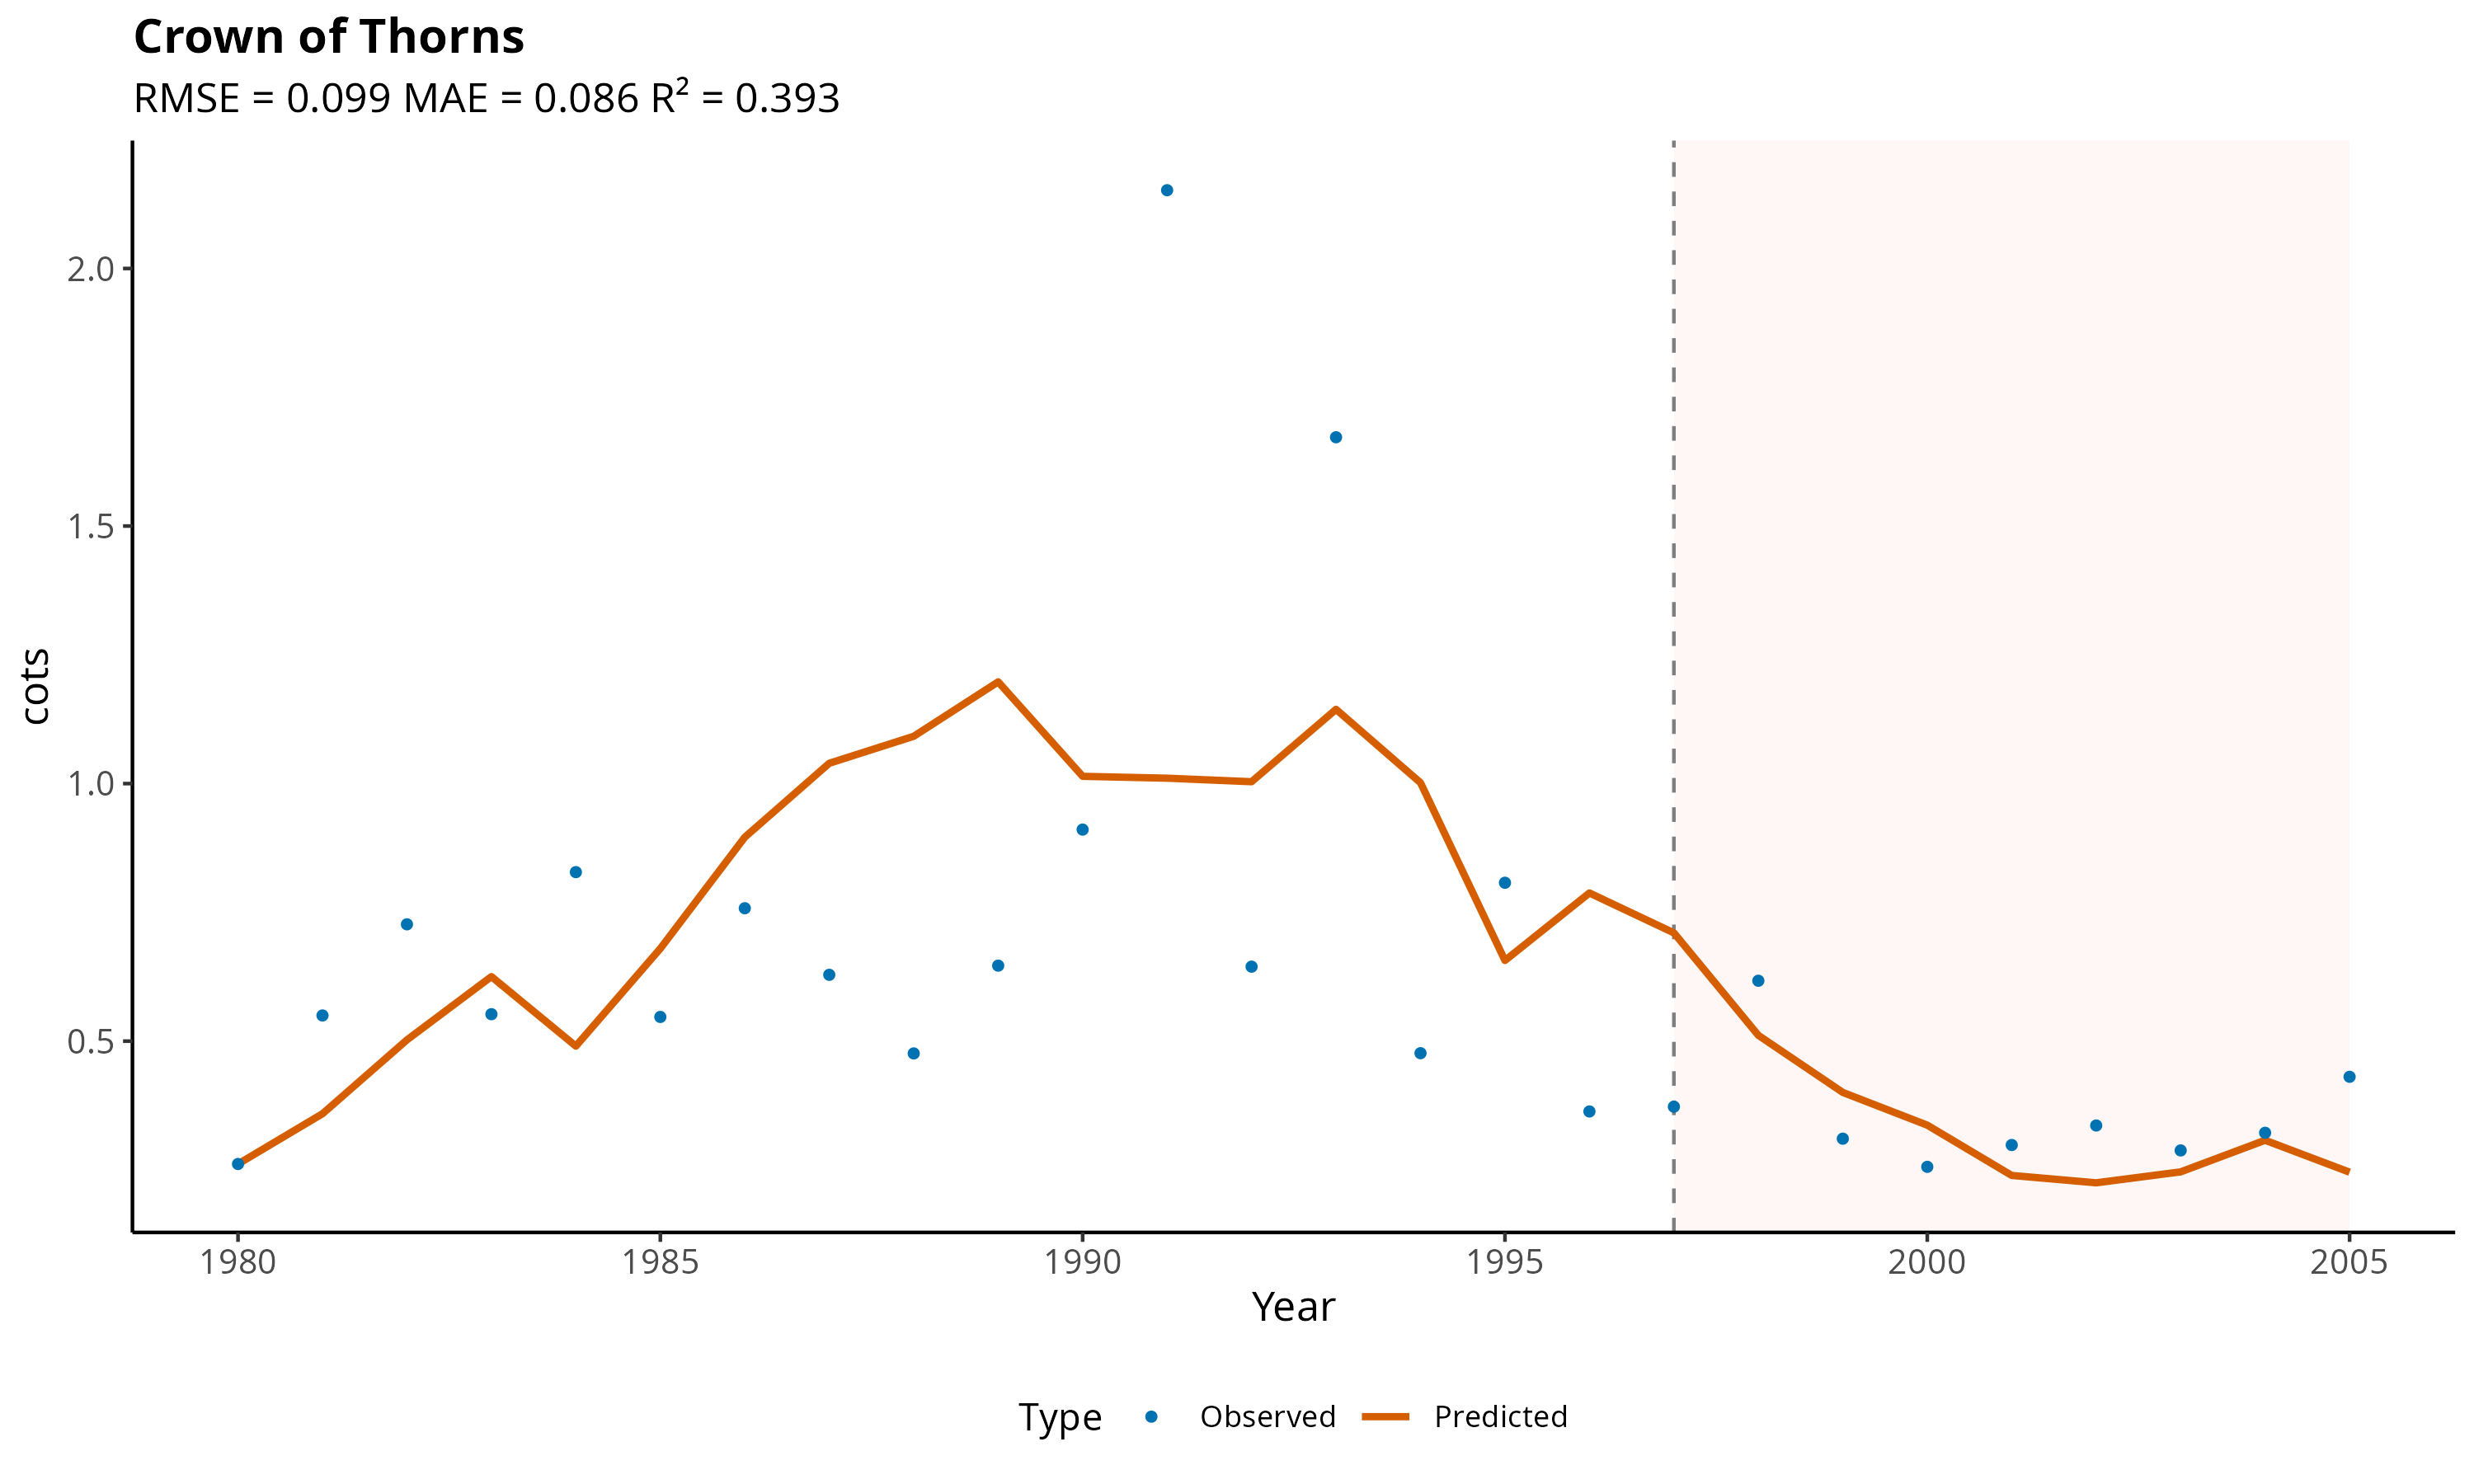 Crown of Thorns
RMSE = 0.099 MAE = 0.086 R² = 0.393
2.0
1.5
1.0
0.5
cots
1980 1985 1990 1995 2000 2005
Year
Type Observed Predicted